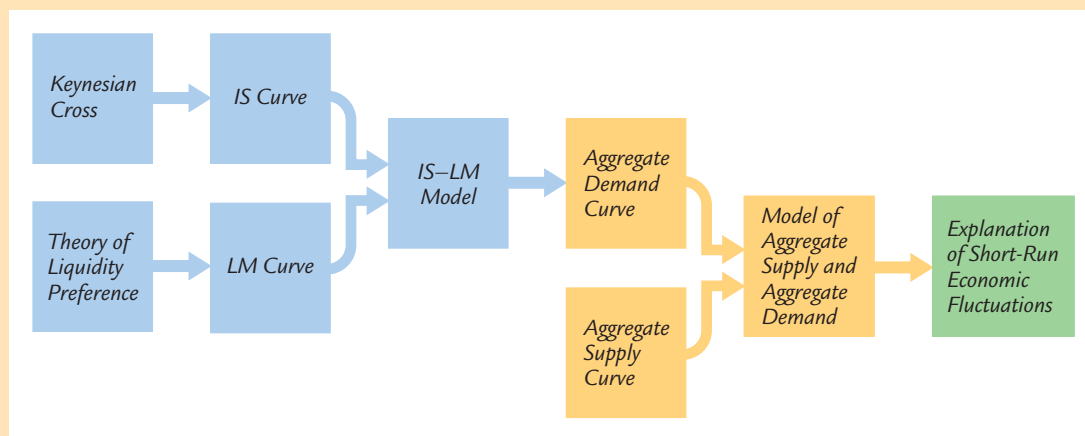 Keynesian
Cross
IS Curve
Theory of
Liquidity
Preference
LM Curve
IS–LM
Model
Aggregate
Demand
Curve
Aggregate
Supply
Curve
Model of
Aggregate
Supply and
Aggregate
Demand
Explanation
of Short-Run
Economic
Fluctuations